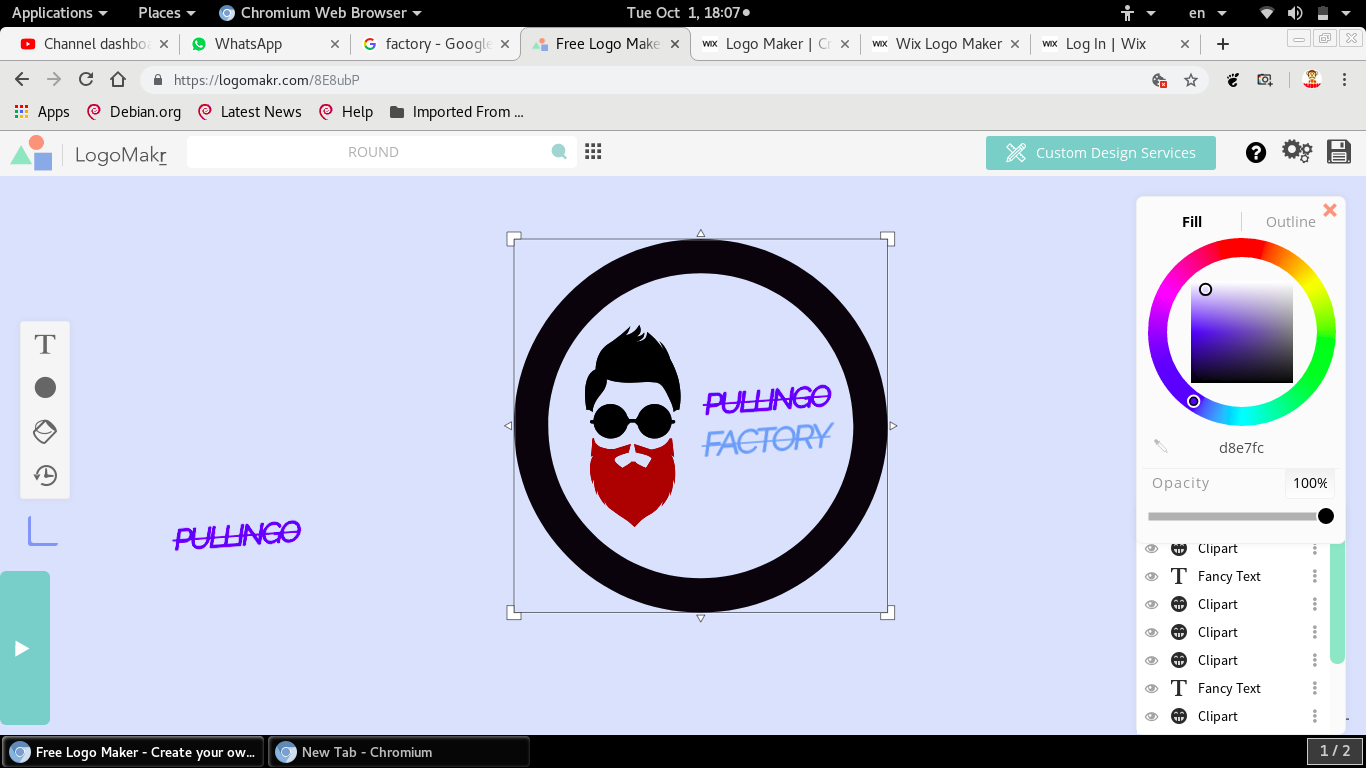 Applications Places Chromium Web Browser Tue Oct 1, 18:07 en
Channel dashbo WhatsApp factory - Google Free Logo Make Logo Maker | Cr Wix Logo Maker Log In | Wix
https://logomakr.com/8E8ubP
Apps Debian.org Latest News Help Imported From ...
LogoMakr ROUND Custom Design Services
Fill Outline
PULLINGO
FACTORY
d8e7fc
Opacity 100%
PULLINGO
Clipart
T Fancy Text
Clipart
Clipart
Clipart
T Fancy Text
Clipart
T
Free Logo Maker - Create your ow... New Tab - Chromium 1 / 2